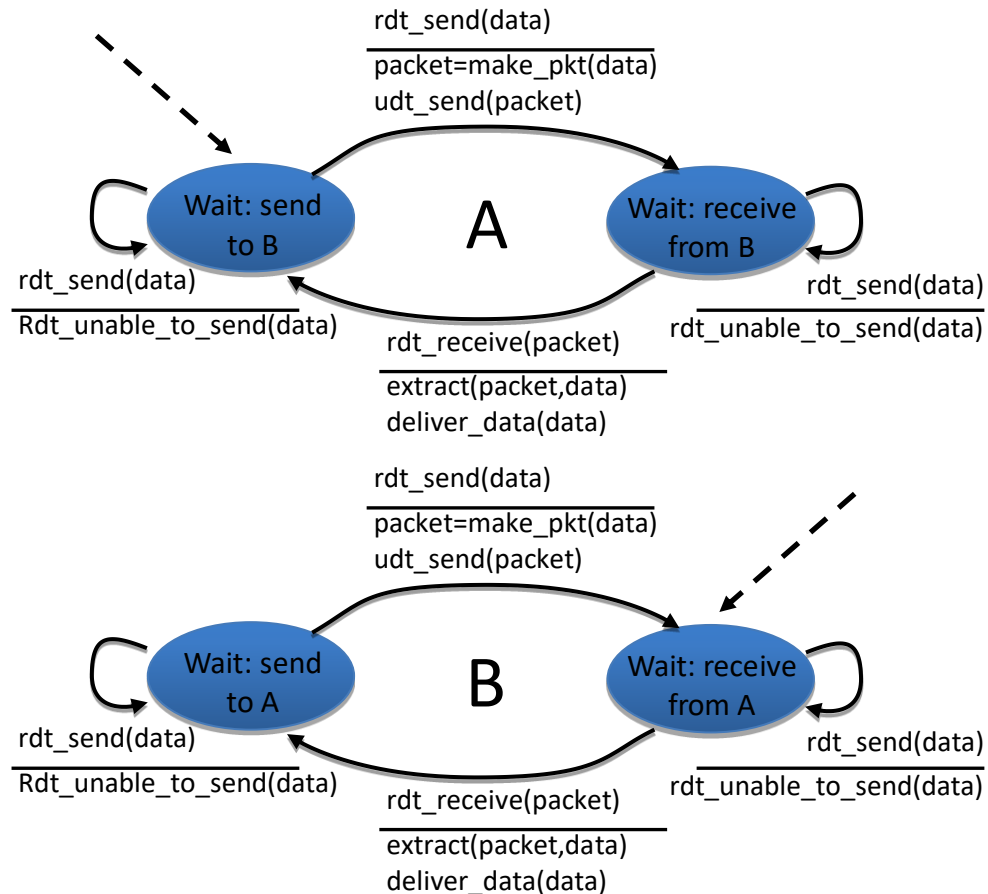 rdt_send(data)
packet=make_pkt(data)
udt_send(packet)
Wait: send
to B
A
Wait: receive
from B
rdt_send(data)
Rdt_unable_to_send(data)
rdt_send(data)
rdt_unable_to_send(data)
rdt_receive(packet)
extract(packet,data)
deliver_data(data)
rdt_send(data)
packet=make_pkt(data)
udt_send(packet)
Wait: send
to A
B
Wait: receive
from A
rdt_send(data)
Rdt_unable_to_send(data)
rdt_send(data)
rdt_unable_to_send(data)
rdt_receive(packet)
extract(packet,data)
deliver_data(data)